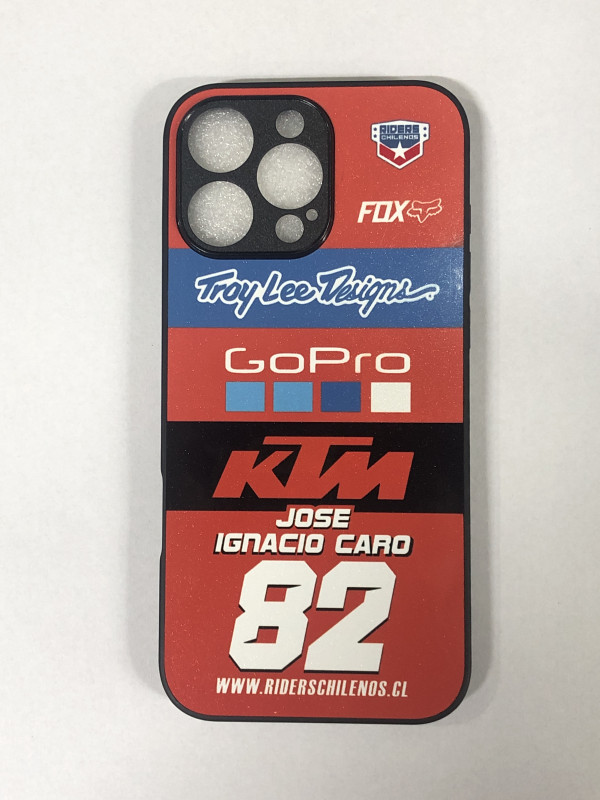 RIDERS
CHILENOS
FOX
Troy Lee Designs
GoPro
KTM
JOSE
IGNACIO CARO
82
WWW.RIDERSCHILENOS.CL